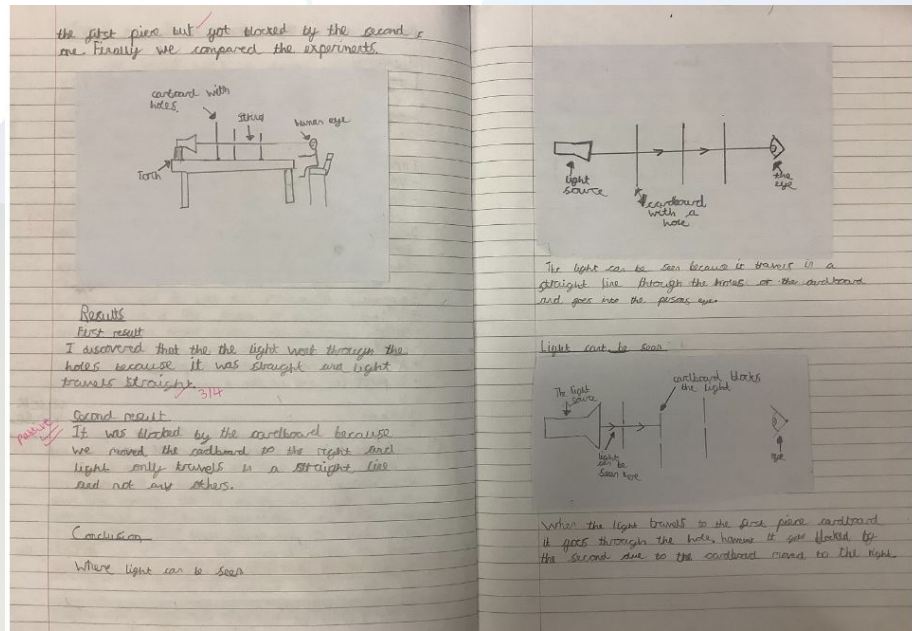 the first piece but got blocked by the second
one. Finally we compared the experiments.
carboard with
holes.
string
human eye
Torch
Results
First result
I discovered that the the light went through the
holes because it was straight and light
travels straight.
3/4
Second result
passive
It was blocked by the cardboard because
we moved the cardboard to the right and
light only travels in a straight line
and not any others.
Conclusion
Where light can be seen
light
source
cardboard
with a
hole
the
eye
The light can be seen because it travels in a
straight line through the holes of the cardboard
and goes into the persons eye.
Light cant be seen
The light
source
cardboard blocks
the light
light
can be
seen here
eye
When the light travels to the first piece cardboard
it goes through the hole, however it gets blocked by
the second due to the cardboard moved to the right.